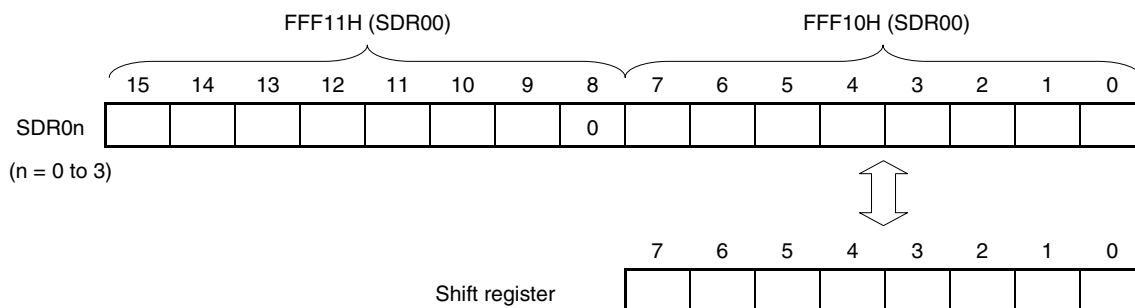 FFF11H (SDR00) FFF10H (SDR00)
15 14 13 12 11 10 9 8 7 6 5 4 3 2 1 0
SDR0n 0
(n = 0 to 3)
7 6 5 4 3 2 1 0
Shift register